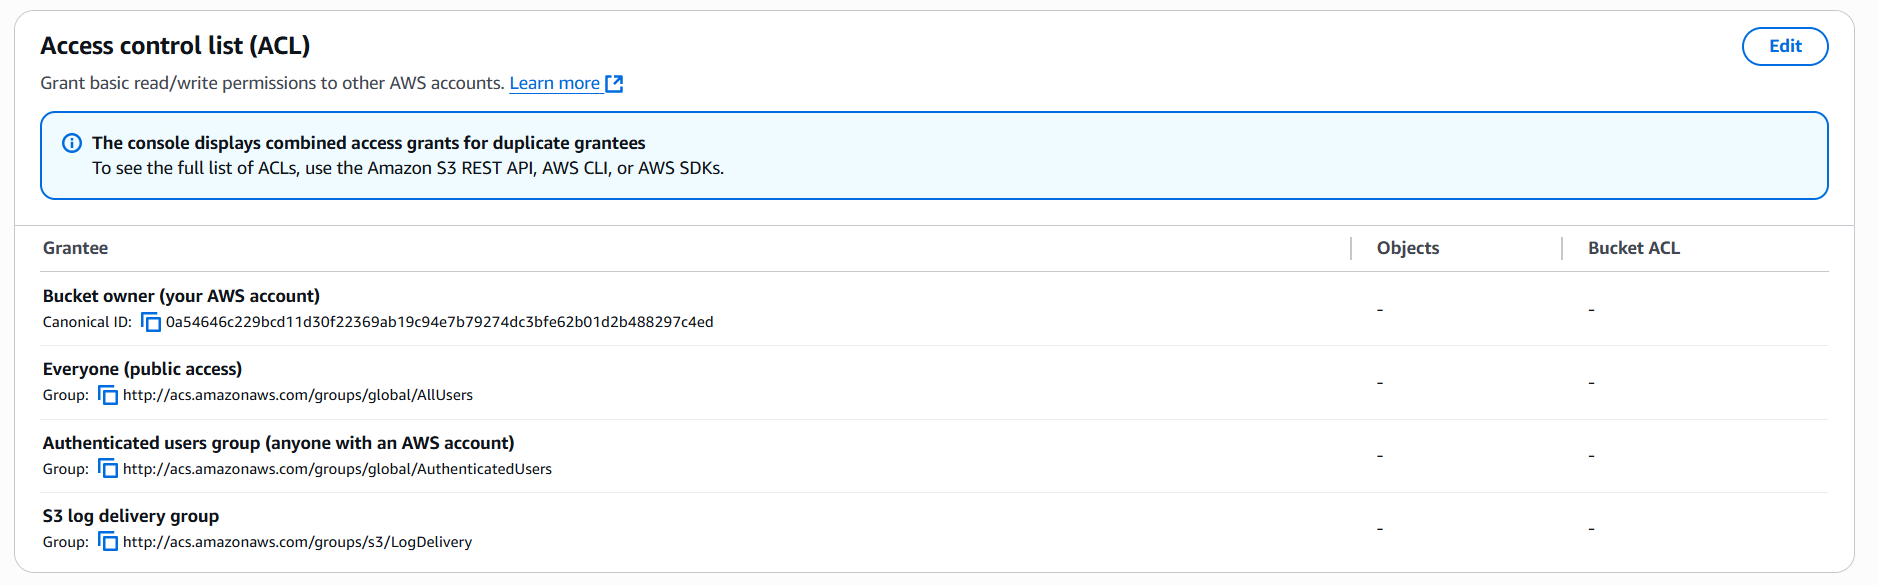 Access control list (ACL)
Edit
Grant basic read/write permissions to other AWS accounts. Learn more
The console displays combined access grants for duplicate grantees
To see the full list of ACLs, use the Amazon S3 REST API, AWS CLI, or AWS SDKs.
Grantee Objects Bucket ACL
Bucket owner (your AWS account)
Canonical ID: 0a54646c229bcd11d30f22369ab19c94e7b79274dc3bfe62b01d2b488297c4ed - -
Everyone (public access)
Group: http://acs.amazonaws.com/groups/global/AllUsers - -
Authenticated users group (anyone with an AWS account)
Group: http://acs.amazonaws.com/groups/global/AuthenticatedUsers - -
S3 log delivery group
Group: http://acs.amazonaws.com/groups/s3/LogDelivery - -